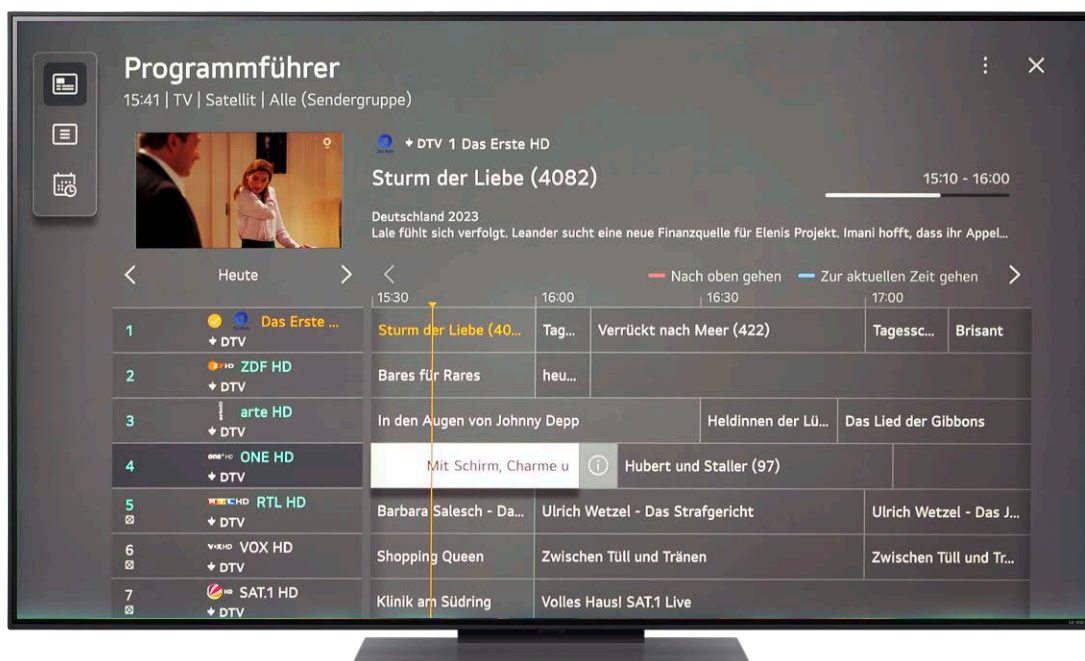 Programmführer
15:41 | TV | Satellit | Alle (Sendergruppe)
DTV 1 Das Erste HD
Sturm der Liebe (4082)
15:10 - 16:00
Deutschland 2023
Lale fühlt sich verfolgt. Leander sucht eine neue Finanzquelle für Elenis Projekt. Imani hofft, dass ihr Appel...
Heute
Nach oben gehen
Zur aktuellen Zeit gehen
15:30 16:00 16:30 17:00
1 Das Erste ... DTV
Sturm der Liebe (40... Tag... Verrückt nach Meer (422) Tagessc... Brisant
2 ZDF HD DTV
Bares für Rares heu...
3 arte HD DTV
In den Augen von Johnny Depp Heldinnen der Lü... Das Lied der Gibbons
4 ONE HD DTV
Mit Schirm, Charme u Hubert und Staller (97)
5 RTL HD DTV
Barbara Salesch - Da... Ulrich Wetzel - Das Strafgericht Ulrich Wetzel - Das J...
6 VOX HD DTV
Shopping Queen Zwischen Tüll und Tränen Zwischen Tüll und Tr...
7 SAT.1 HD DTV
Klinik am Südring Volles Haus! SAT.1 Live